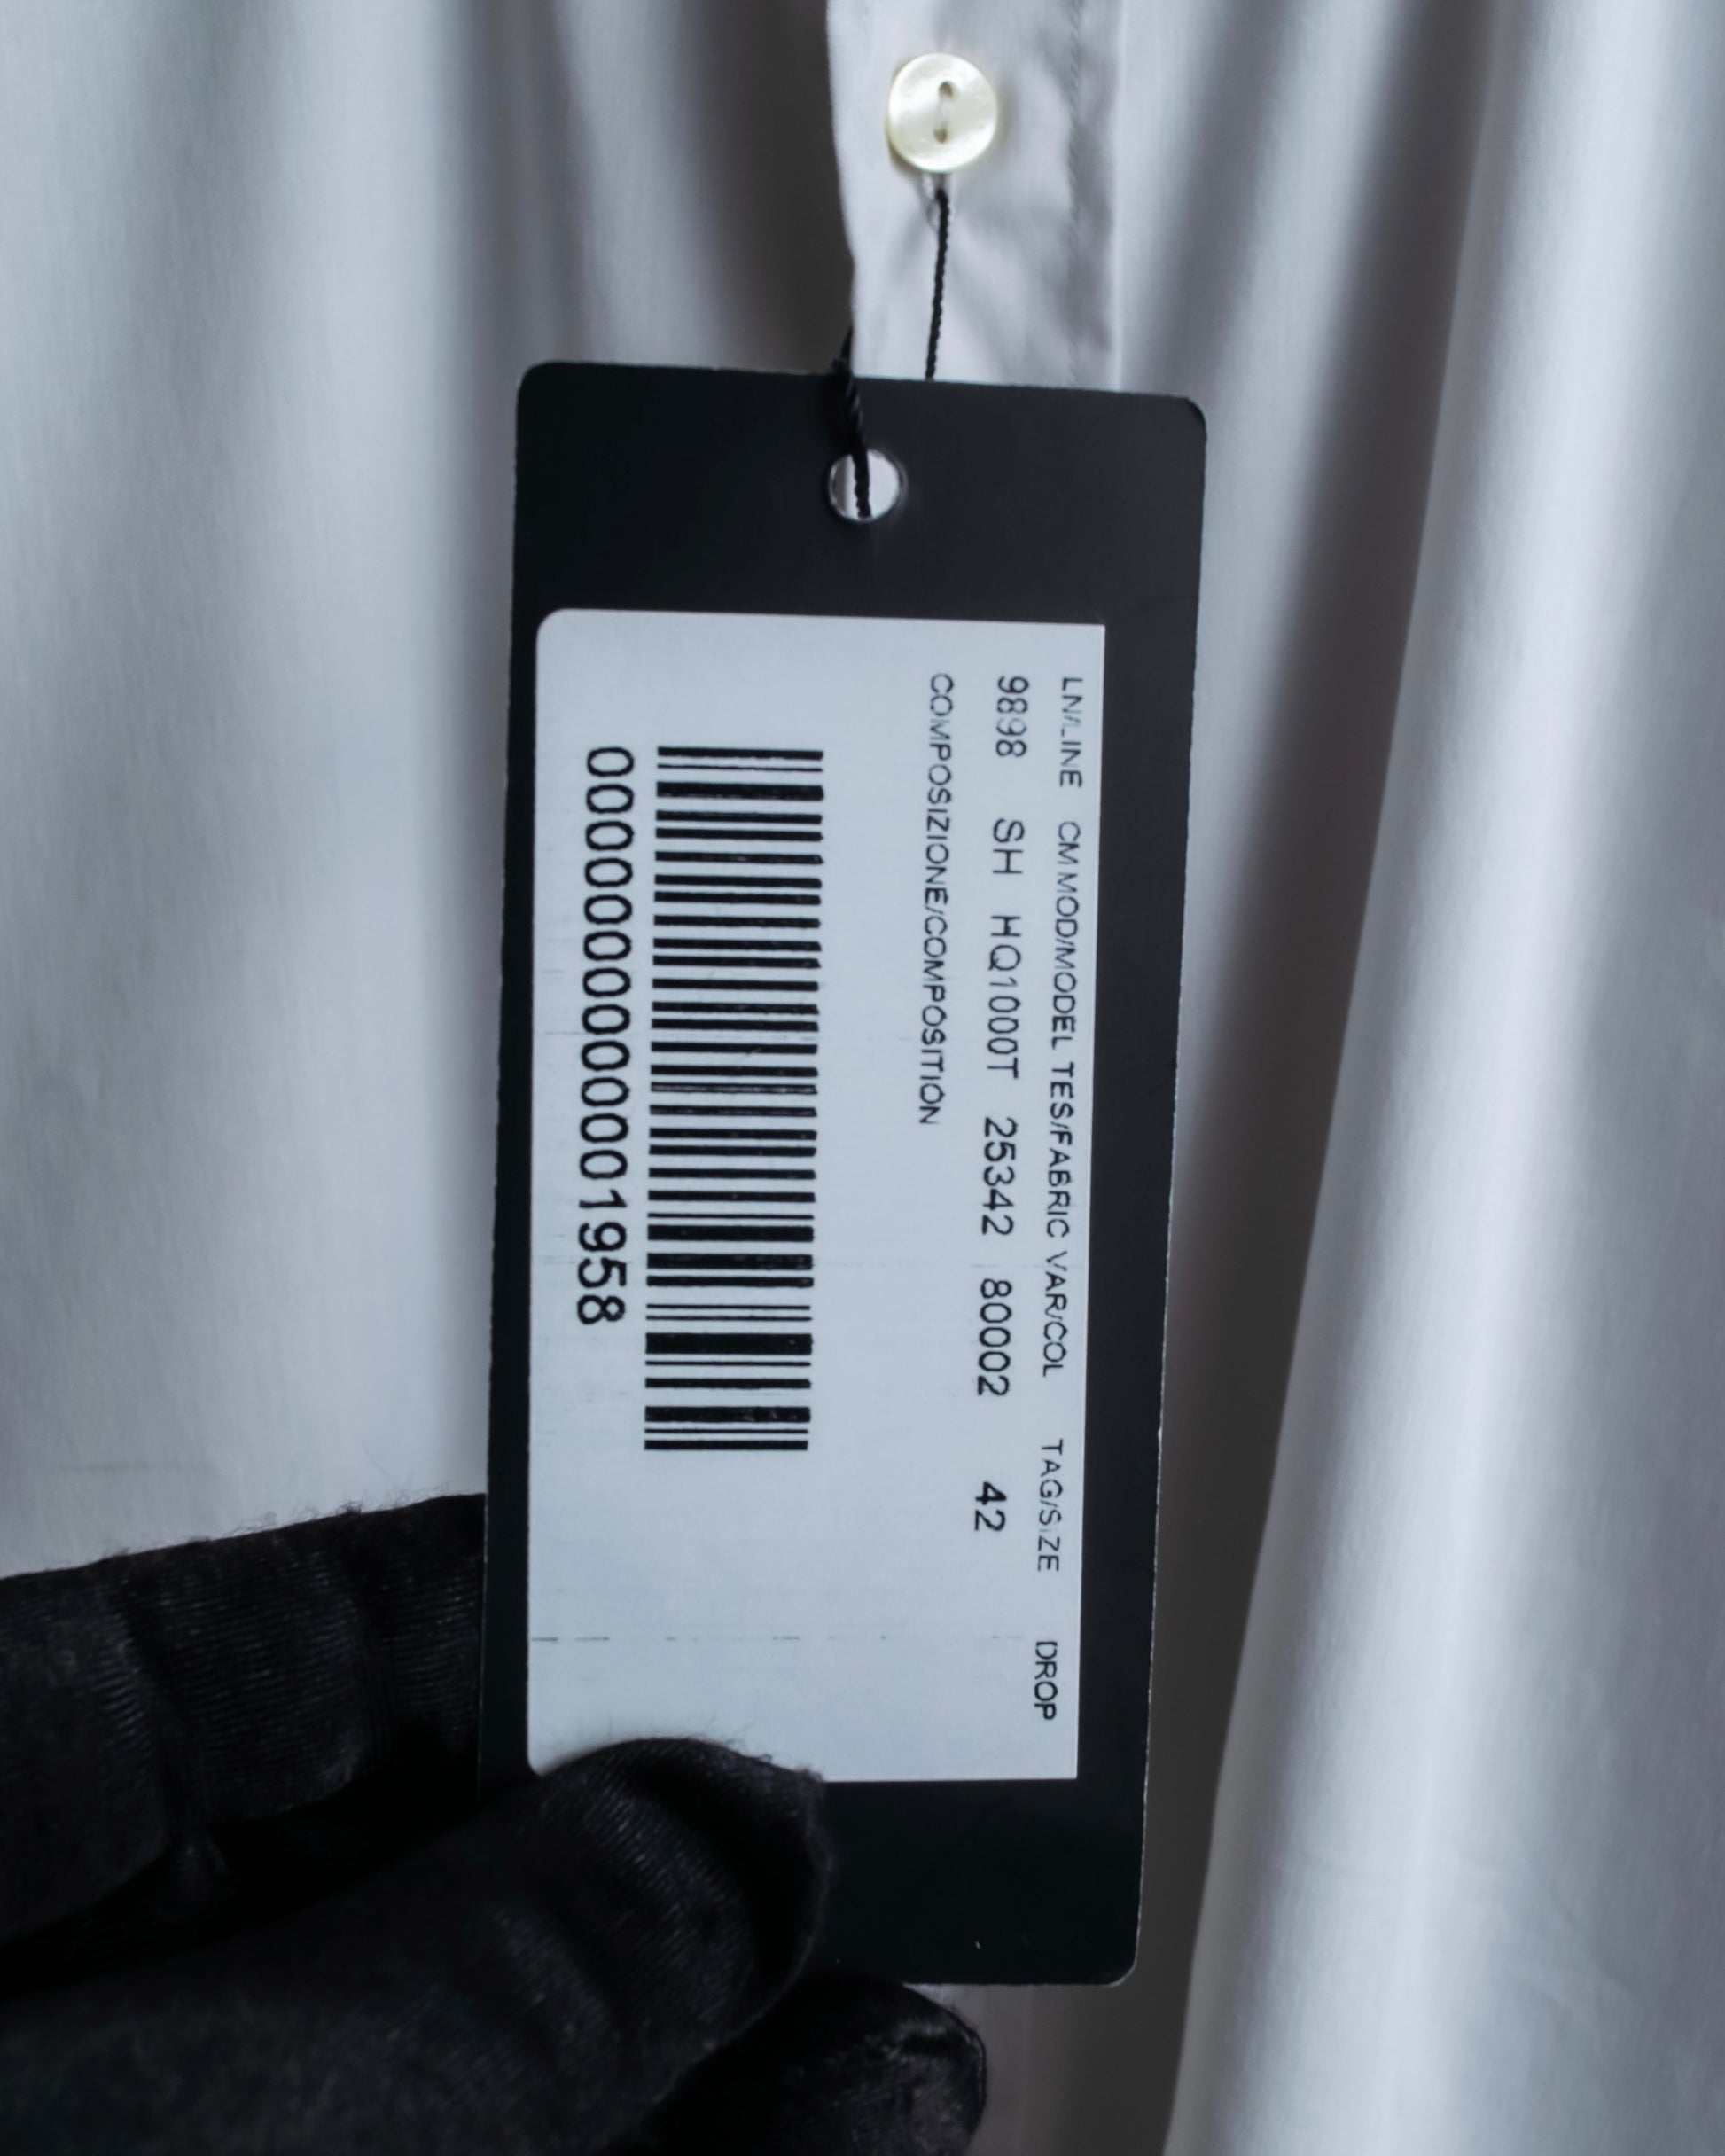 LN/LINE CM MOD/MODEL TES/FABRIC VAR/COL TAG/SIZE DROP
9898 SH HQ1000T 25342 80002 42
COMPOSIZIONE/COMPOSITION
0000000000001958